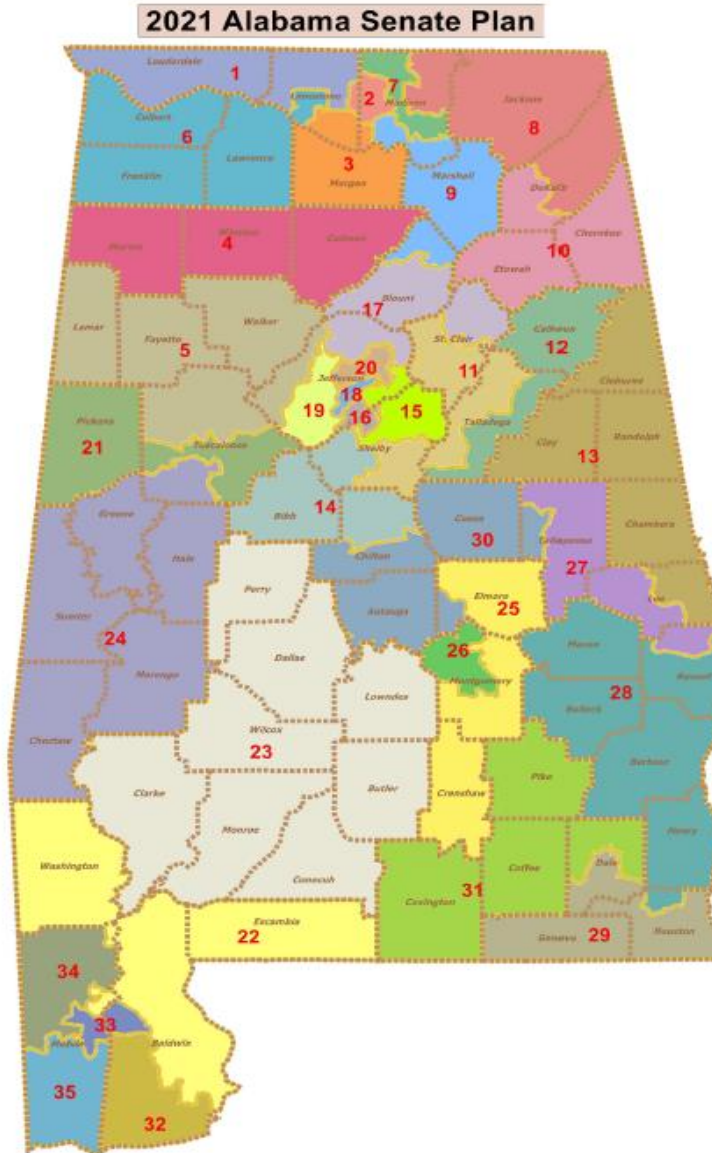 2021 Alabama Senate Plan
Lauderdale
1
Limestone
2
7
Madison
Jackson
8
Colbert
6
Lawrence
Franklin
3
Morgan
Marshall
9
DeKalb
Marion
Winston
4
Cullman
Cherokee
10
Etowah
Blount
17
Lamar
Fayette
5
Walker
St. Clair
Calhoun
12
11
Jefferson
20
18
19
16
15
Cleburne
Talladega
Pickens
21
Tuscaloosa
Shelby
Clay
13
Randolph
Greene
Bibb
14
Coosa
30
Tallapoosa
27
Chambers
Hale
Chilton
Lee
Perry
Elmore
25
Sumter
24
Marengo
Autauga
Dallas
26
Montgomery
Macon
28
Russell
Lowndes
Bullock
Choctaw
Wilcox
23
Barbour
Clarke
Butler
Crenshaw
Pike
Monroe
Henry
Washington
Conecuh
Covington
31
Coffee
Dale
Escambia
22
Geneva
29
Houston
34
33
Mobile
Baldwin
35
32